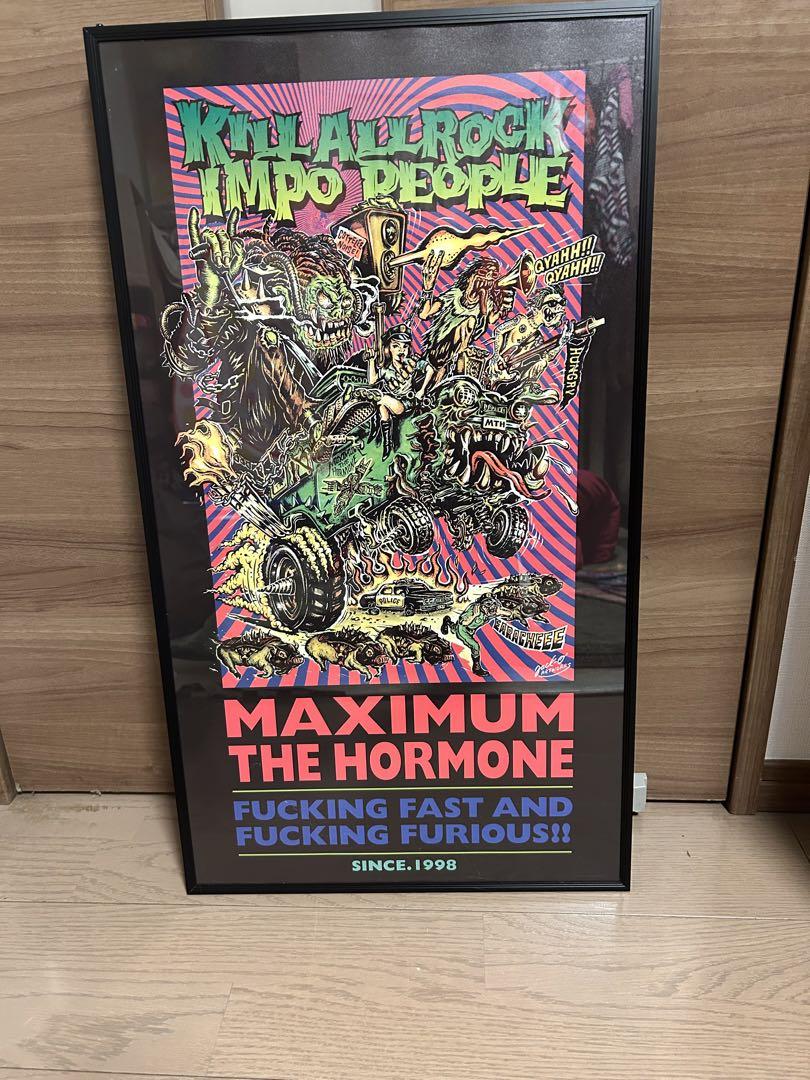 KILL ALL ROCK
IMPO PEOPLE
QYAHH!!
QYAHH!!
MTH
POLICE
MAXIMUM
THE HORMONE
FUCKING FAST AND
FUCKING FURIOUS!!
SINCE.1998